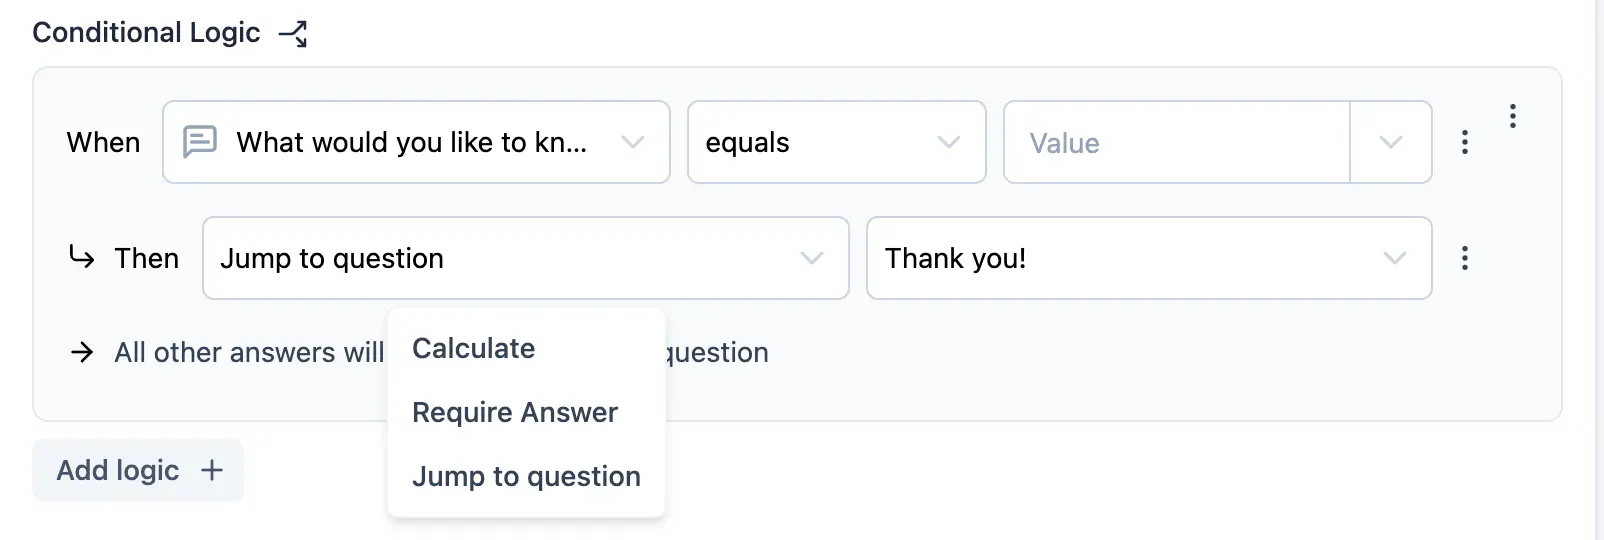 Conditional Logic
When What would you like to kn... equals Value
Then Jump to question Thank you!
All other answers will question
Calculate
Require Answer
Jump to question
Add logic +